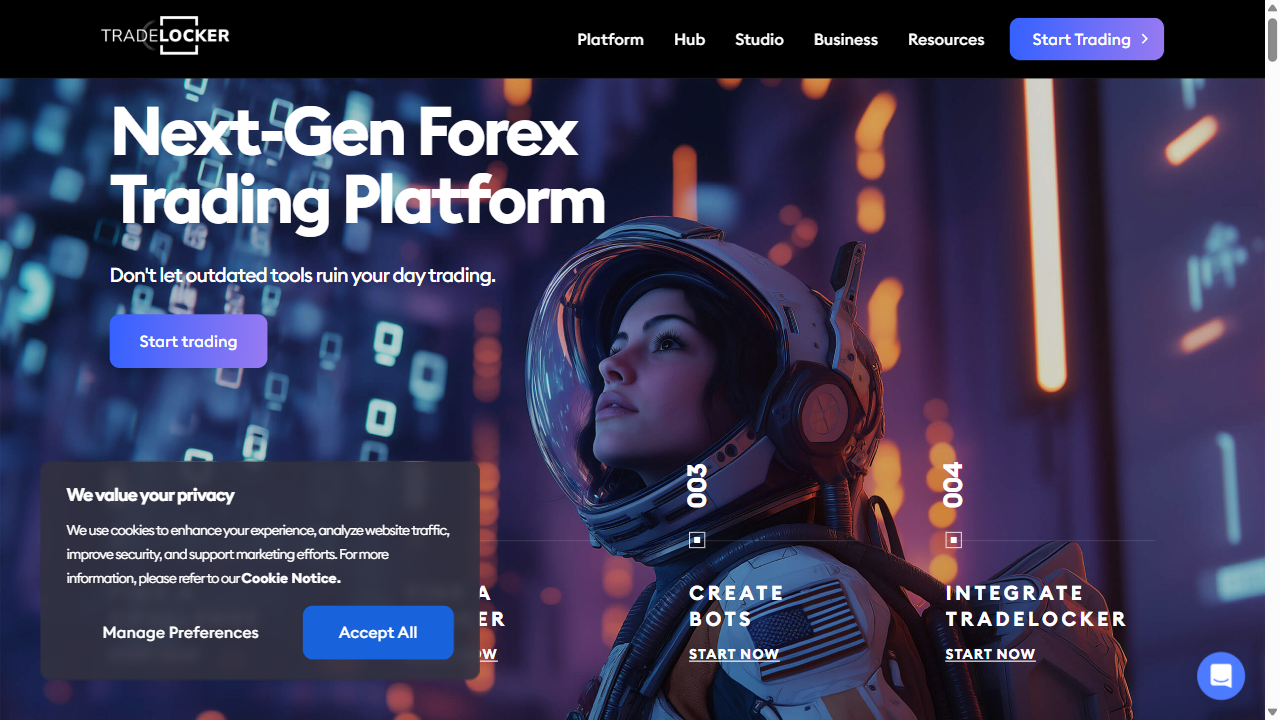 TRADELOCKER
Platform
Hub
Studio
Business
Resources
Start Trading
Next-Gen Forex
Trading Platform
Don't let outdated tools ruin your day trading.
Start trading
We value your privacy
We use cookies to enhance your experience, analyze website traffic,
improve security, and support marketing efforts. For more
information, please refer to our Cookie Notice.
Manage Preferences
Accept All
003
CREATE
BOTS
START NOW
004
INTEGRATE
TRADELOCKER
START NOW